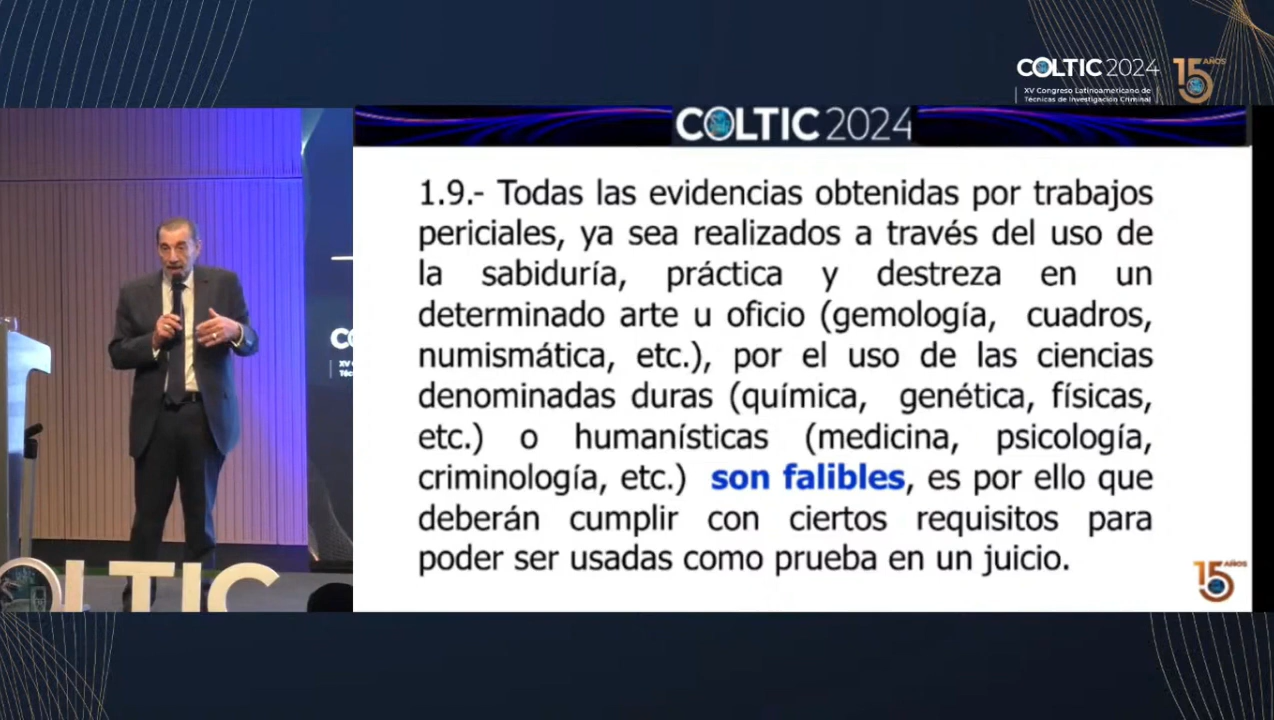 COLTIC 2024
15 AÑOS
XV Congreso Latinoamericano de
Técnicas de Investigación Criminal
COLTIC 2024
1.9.- Todas las evidencias obtenidas por trabajos
periciales, ya sea realizados a través del uso de
la sabiduría, práctica y destreza en un
determinado arte u oficio (gemología, cuadros,
numismática, etc.), por el uso de las ciencias
denominadas duras (química, genética, físicas,
etc.) o humanísticas (medicina, psicología,
criminología, etc.) son falibles, es por ello que
deberán cumplir con ciertos requisitos para
poder ser usadas como prueba en un juicio.
15 AÑOS
CO
XV
Téc
OLTIC